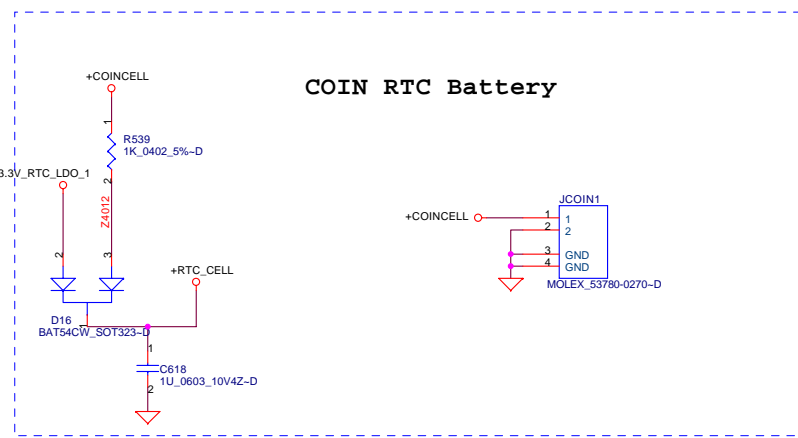 +COINCELL
COIN RTC Battery
1
R539
1K_0402_5%~D
2
3.3V_RTC_LDO_1
Z4012
2
3
+RTC_CELL
D16
BAT54CW_SOT323~D
1
1
C618
1U_0603_10V4Z~D
2
JCOIN1
+COINCELL
1
1
2
2
3
GND
4
GND
MOLEX_53780-0270~D